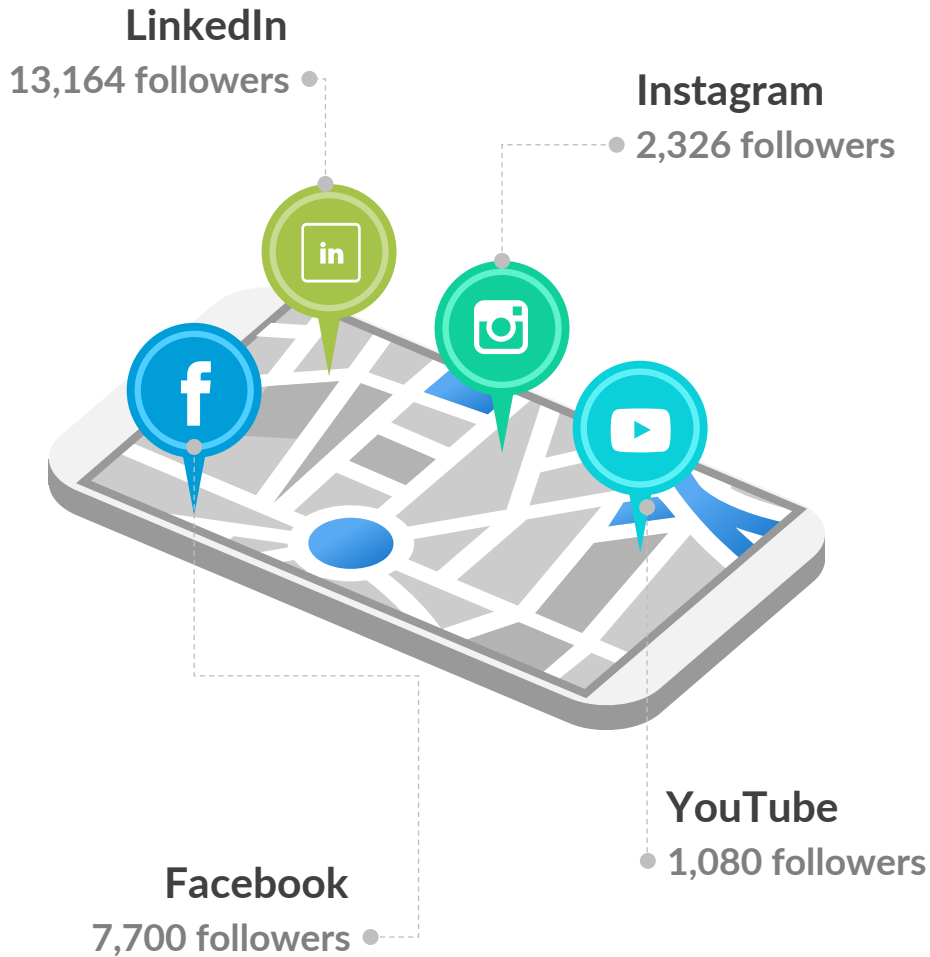 LinkedIn
13,164 followers
Instagram
2,326 followers
in
f
YouTube
1,080 followers
Facebook
7,700 followers